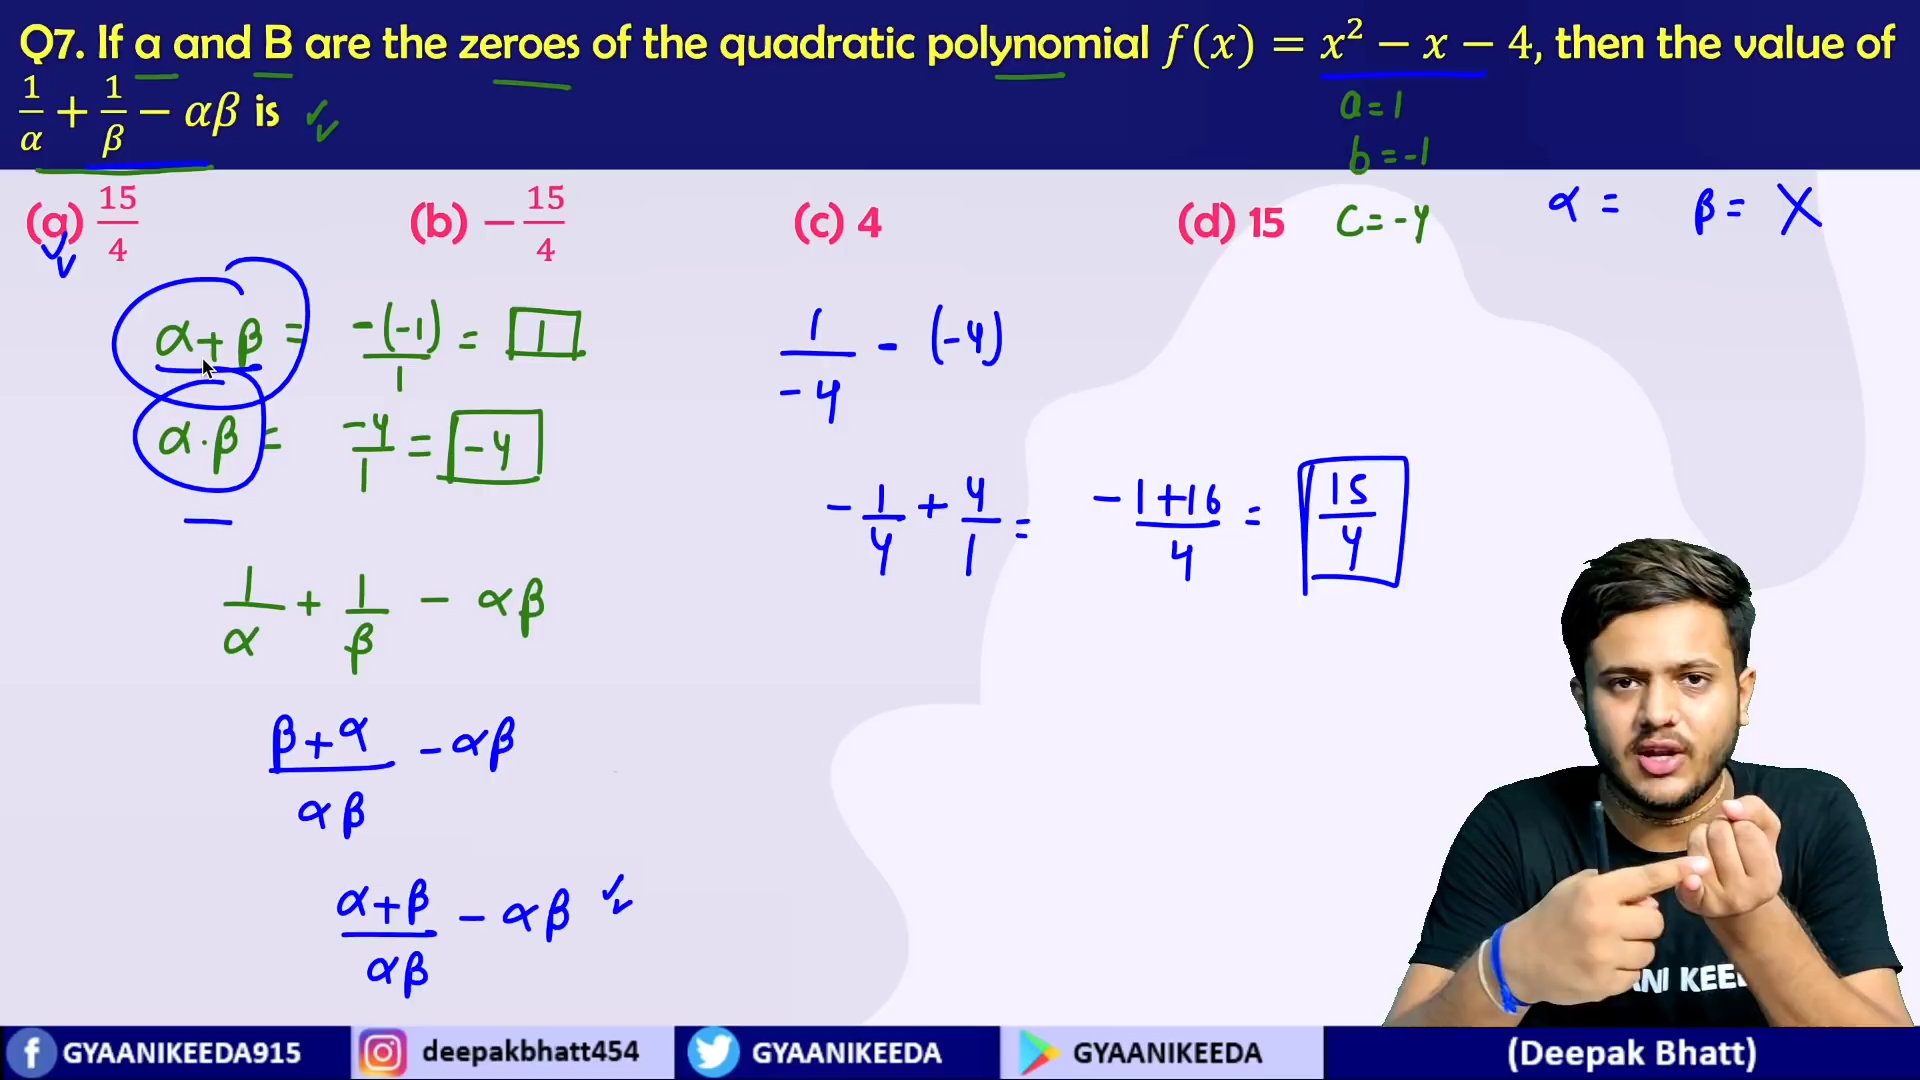 Q7. If a and B are the zeroes of the quadratic polynomial f(x) = x² − x − 4, then the value of
1/α + 1/β − αβ is
a = 1
b = -1
(a) 15/4 (b) − 15/4 (c) 4 (d) 15
C = -4
α = β = X
α+β = -(-1)/1 = 1
α·β = -4/1 = -4
1/α + 1/β - αβ
β+α/αβ - αβ
α+β/αβ - αβ
1/-4 - (-4)
-1/4 + 4/1 = -1+16/4 = 15/4
ANI KEE
GYAANIKEEDA915 deepakbhatt454 GYAANIKEEDA GYAANIKEEDA (Deepak Bhatt)